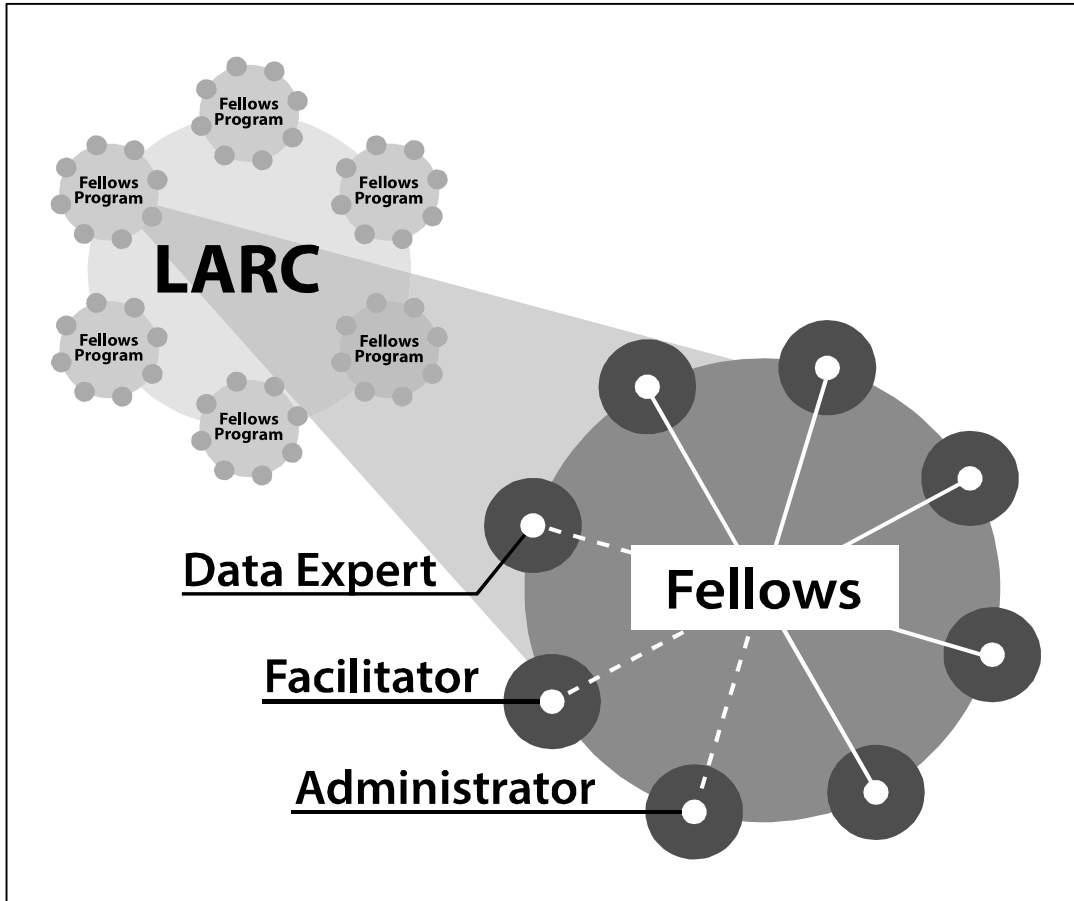 Fellows
Program
Fellows
Program
Fellows
Program
LARC
Fellows
Program
Fellows
Program
Fellows
Program
Data Expert
Fellows
Facilitator
Administrator